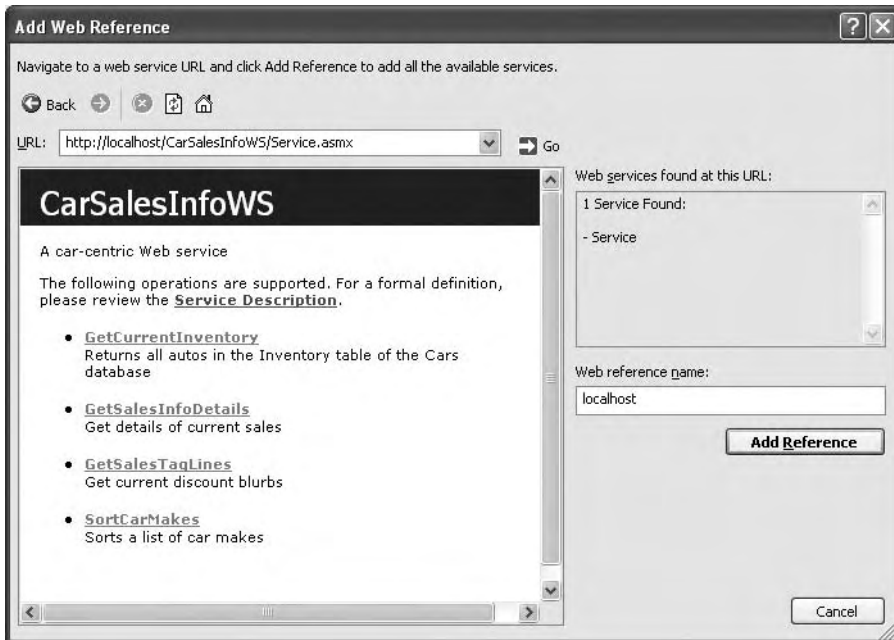 Add Web Reference
Navigate to a web service URL and click Add Reference to add all the available services.
Back
URL: http://localhost/CarSalesInfoWS/Service.asmx Go
CarSalesInfoWS
A car-centric Web service
The following operations are supported. For a formal definition,
please review the Service Description.
• GetCurrentInventory
Returns all autos in the Inventory table of the Cars
database
• GetSalesInfoDetails
Get details of current sales
• GetSalesTagLines
Get current discount blurbs
• SortCarMakes
Sorts a list of car makes
Web services found at this URL:
1 Service Found:
- Service
Web reference name:
localhost
Add Reference
Cancel